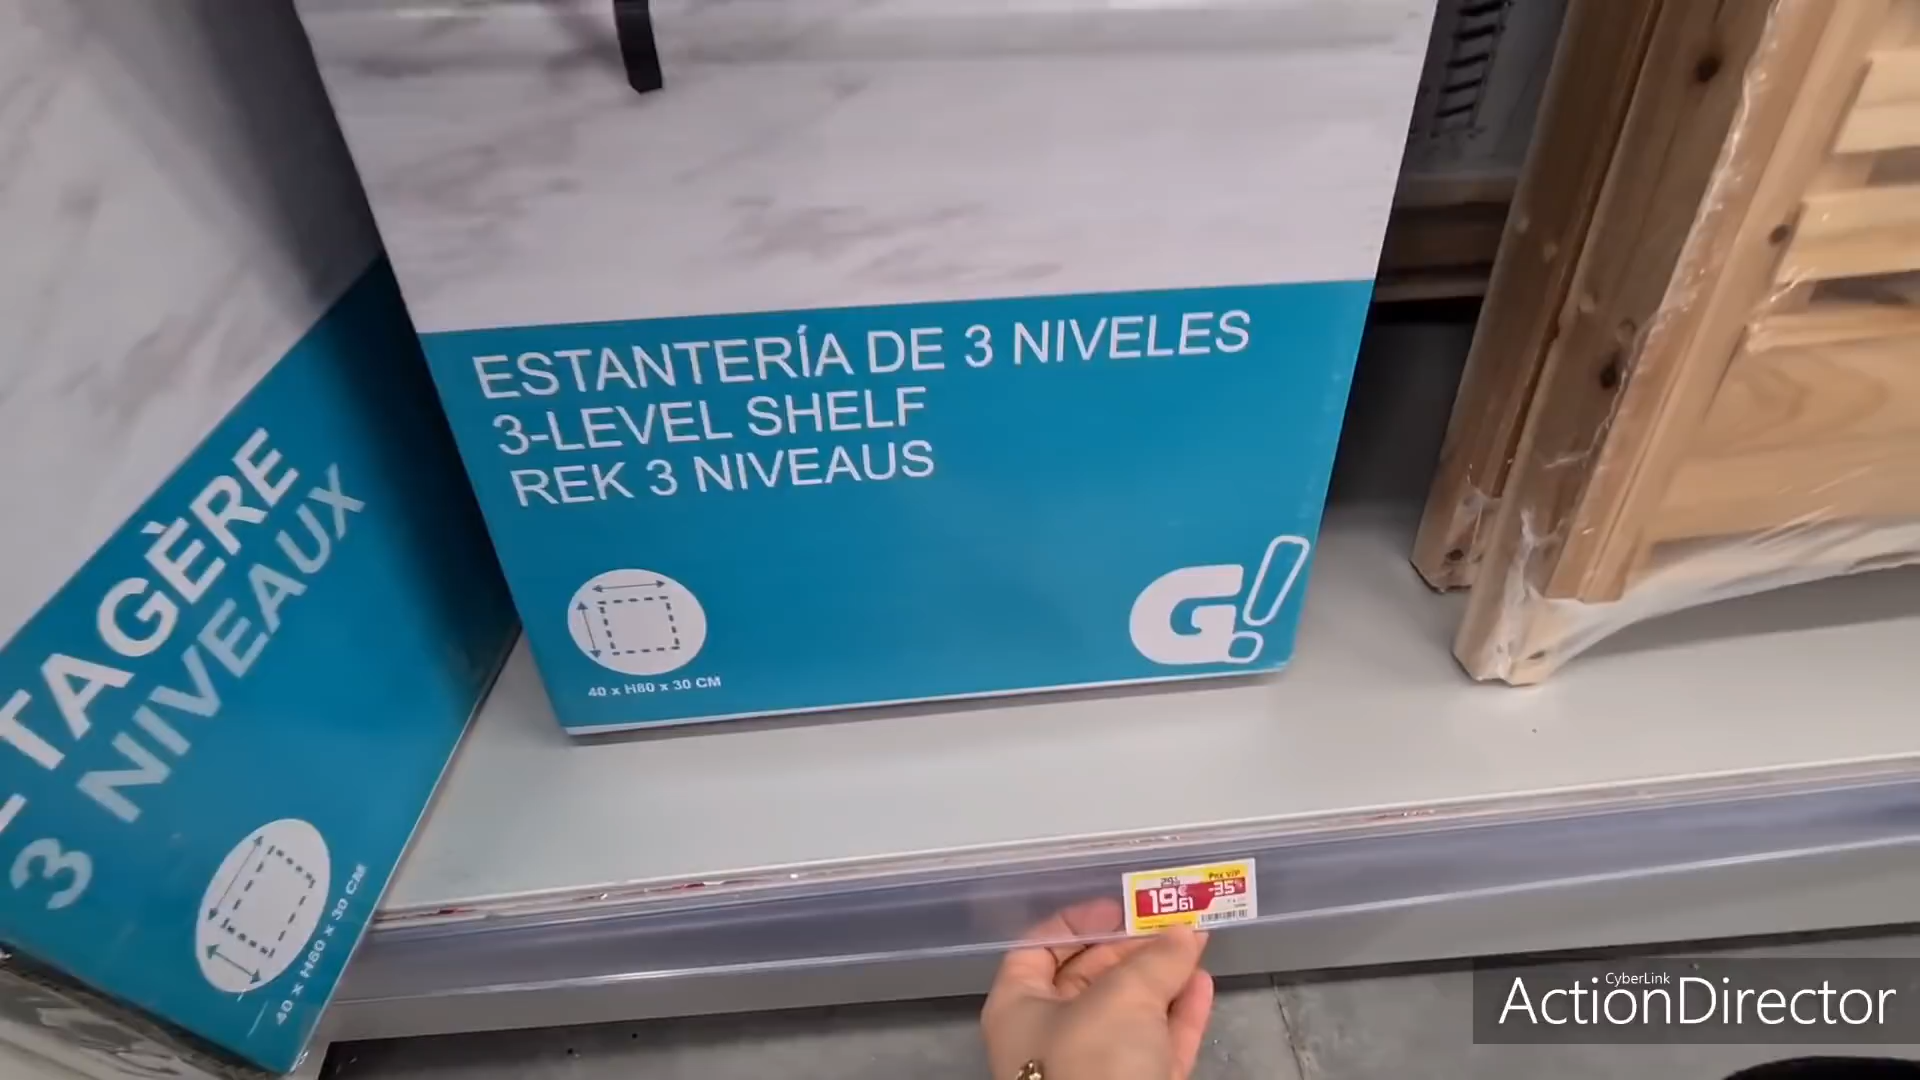 ESTANTERÍA DE 3 NIVELES
3-LEVEL SHELF
REK 3 NIVEAUS
40 x H80 x 30 CM
G!
TAGÈRE
3 NIVEAUX
40 x H80 x 30 CM
Prix VIP
19€61
-35%
CyberLink
ActionDirector